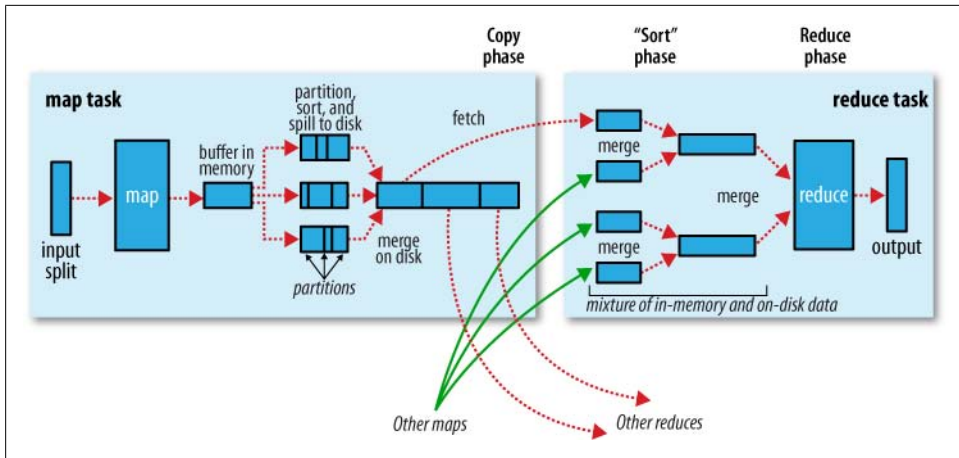 Copy
phase
"Sort"
phase
Reduce
phase
map task
partition,
sort, and
spill to disk
fetch
reduce task
buffer in
memory
map
merge
merge
reduce
input
split
merge
on disk
partitions
merge
output
mixture of in-memory and on-disk data
Other maps
Other reduces